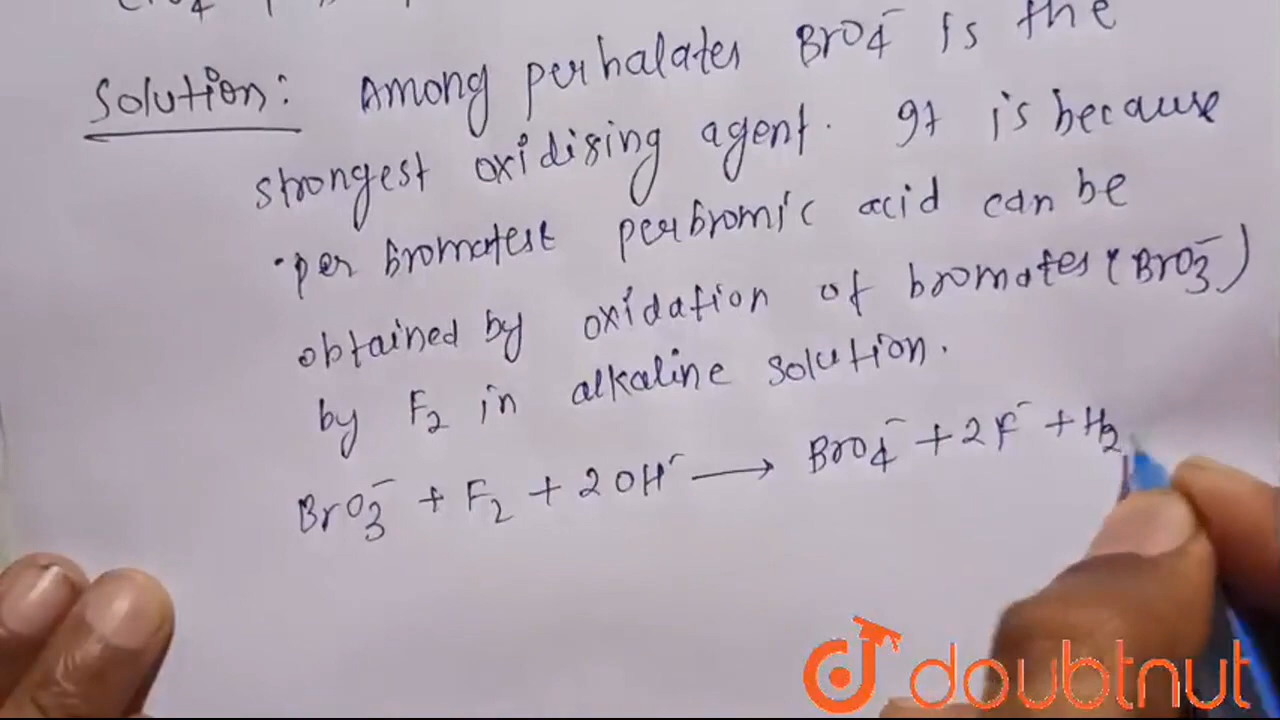 Solution: Among perhalates BrO4⁻ is the
strongest oxidising agent. It is because
per bromatest perbromic acid can be
obtained by oxidation of bromates (BrO3⁻)
by F2 in alkaline solution.
BrO3⁻ + F2 + 2OH⁻ → BrO4⁻ + 2F⁻ + H2
doubtnut